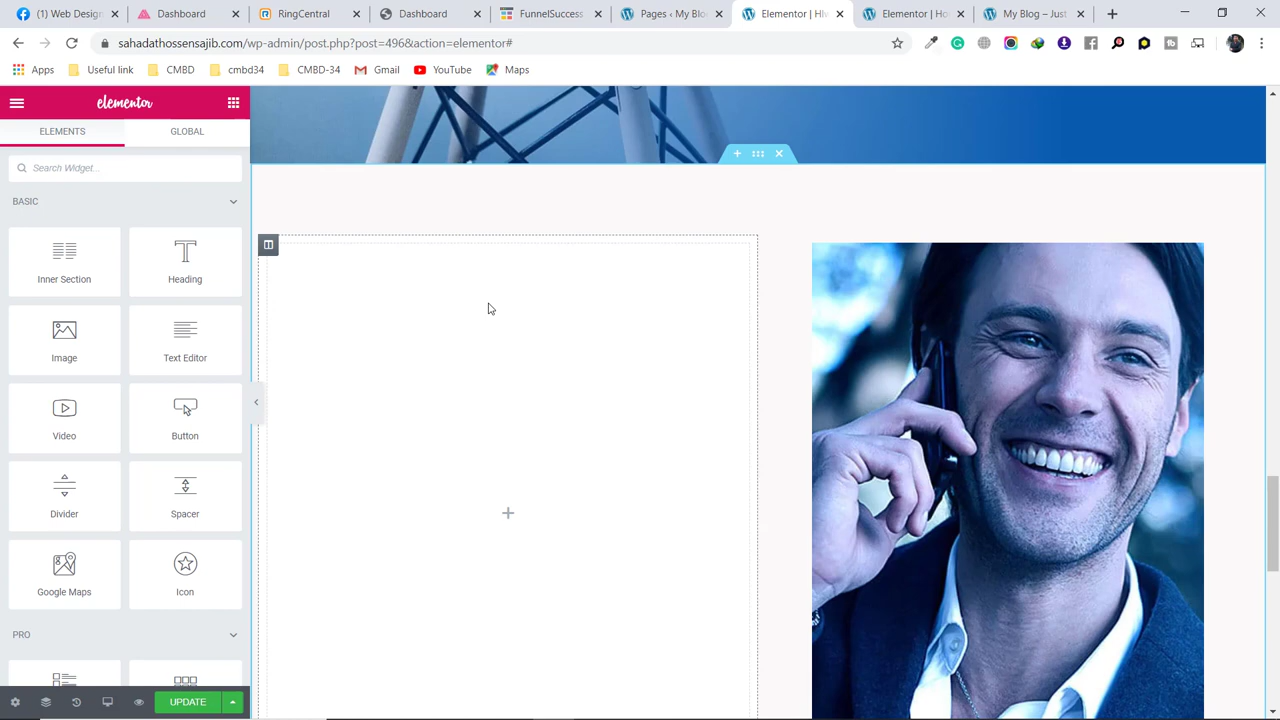 (1) Web Desig
Dashboard
RingCentral
Dashboard
FunnelSuccess
Pages ‹ My Blo
Elementor | Hlv
Elementor | Ho
My Blog – Just
sahadathossensajib.com/wp-admin/post.php?post=496&action=elementor#
Apps
Useful link
CMBD
cmbd34
CMBD-34
Gmail
YouTube
Maps
elementor
ELEMENTS
GLOBAL
Search Widget...
BASIC
Inner Section
Heading
Image
Text Editor
Video
Button
Divider
Spacer
Google Maps
Icon
PRO
UPDATE